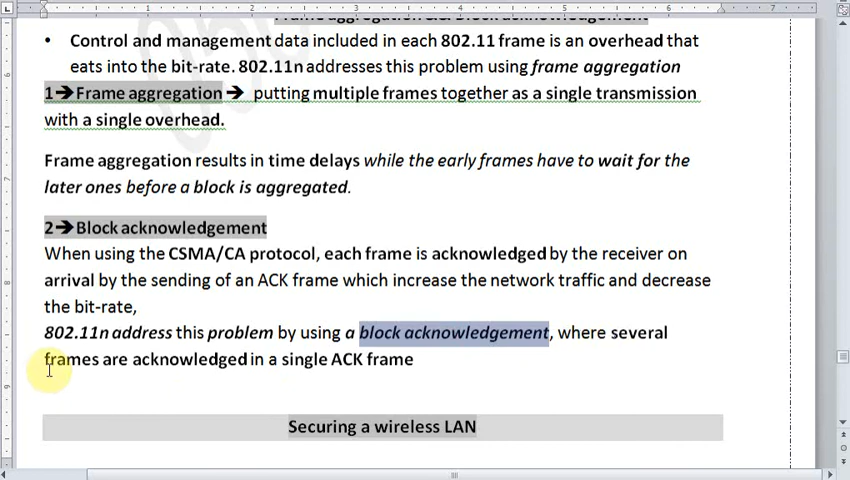 • Control and management data included in each 802.11 frame is an overhead that
eats into the bit-rate. 802.11n addresses this problem using frame aggregation
1➔Frame aggregation ➔ putting multiple frames together as a single transmission
with a single overhead.
Frame aggregation results in time delays while the early frames have to wait for the
later ones before a block is aggregated.
2➔Block acknowledgement
When using the CSMA/CA protocol, each frame is acknowledged by the receiver on
arrival by the sending of an ACK frame which increase the network traffic and decrease
the bit-rate,
802.11n address this problem by using a block acknowledgement, where several
frames are acknowledged in a single ACK frame
Securing a wireless LAN